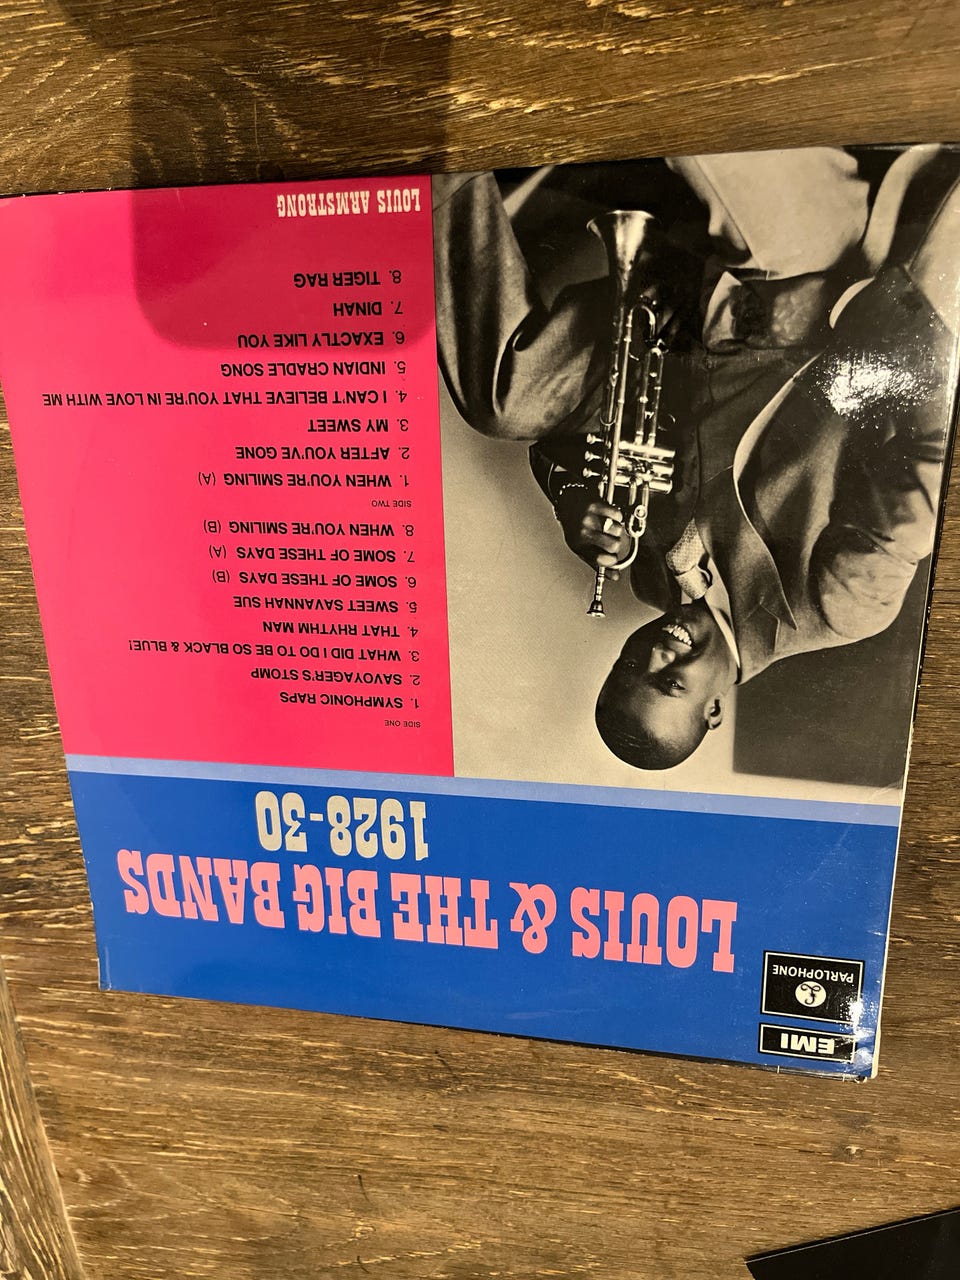 EMI
PARLOPHONE
LOUIS & THE BIG BANDS
1928-30
SIDE ONE
1. SYMPHONIC RAPS
2. SAVOYAGER'S STOMP
3. WHAT DID I DO TO BE SO BLACK & BLUE!
4. THAT RHYTHM MAN
5. SWEET SAVANNAH SUE
6. SOME OF THESE DAYS (B)
7. SOME OF THESE DAYS (A)
8. WHEN YOU'RE SMILING (B)
SIDE TWO
1. WHEN YOU'RE SMILING (A)
2. AFTER YOU'VE GONE
3. MY SWEET
4. I CAN'T BELIEVE THAT YOU'RE IN LOVE WITH ME
5. INDIAN CRADLE SONG
6. EXACTLY LIKE YOU
7. DINAH
8. TIGER RAG
LOUIS ARMSTRONG